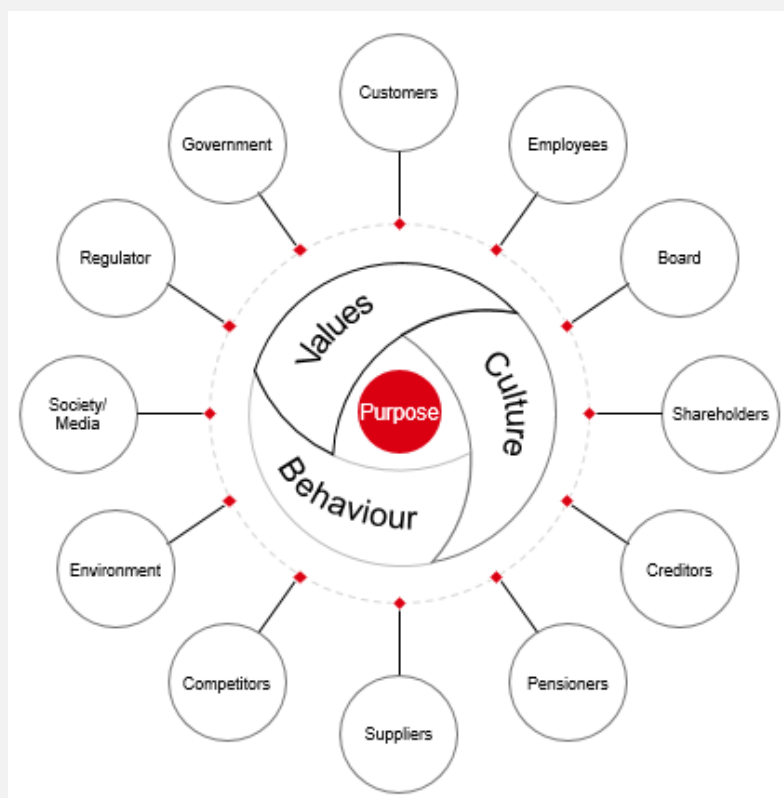 Customers
Employees
Board
Shareholders
Creditors
Pensioners
Suppliers
Competitors
Environment
Society/
Media
Regulator
Government
Values
Culture
Behaviour
Purpose